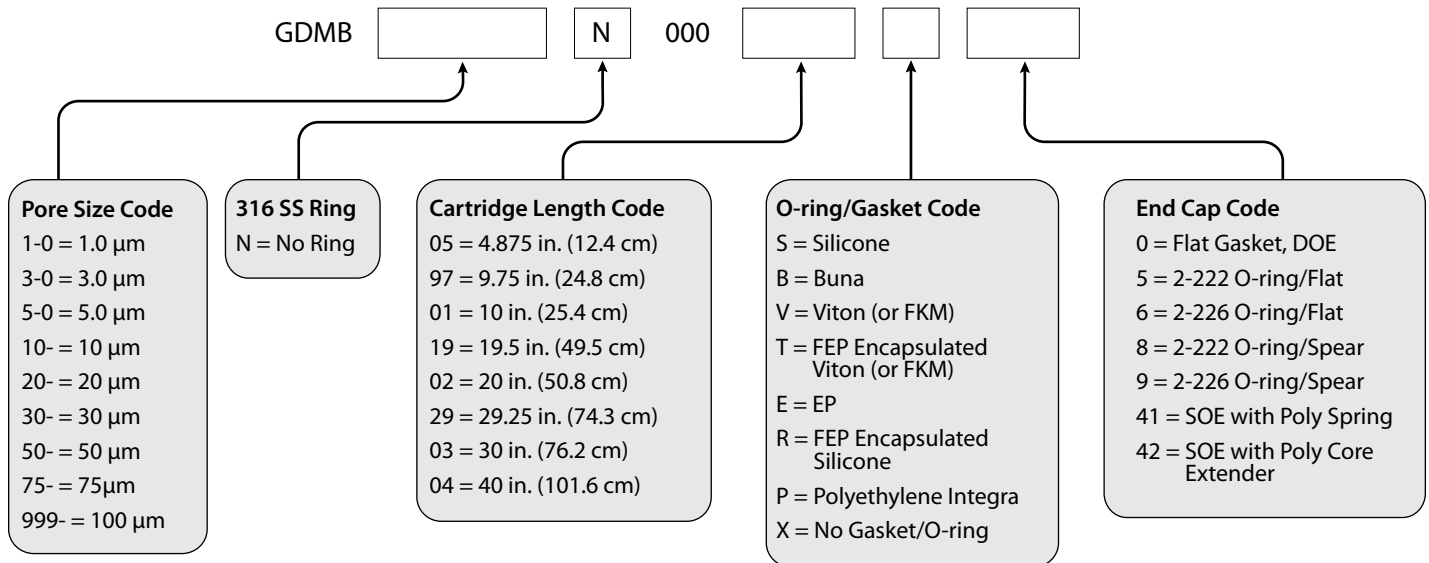 GDMB N 000
Pore Size Code
1-0 = 1.0 µm
3-0 = 3.0 µm
5-0 = 5.0 µm
10- = 10 µm
20- = 20 µm
30- = 30 µm
50- = 50 µm
75- = 75µm
999- = 100 µm
316 SS Ring
N = No Ring
Cartridge Length Code
05 = 4.875 in. (12.4 cm)
97 = 9.75 in. (24.8 cm)
01 = 10 in. (25.4 cm)
19 = 19.5 in. (49.5 cm)
02 = 20 in. (50.8 cm)
29 = 29.25 in. (74.3 cm)
03 = 30 in. (76.2 cm)
04 = 40 in. (101.6 cm)
O-ring/Gasket Code
S = Silicone
B = Buna
V = Viton (or FKM)
T = FEP Encapsulated
Viton (or FKM)
E = EP
R = FEP Encapsulated
Silicone
P = Polyethylene Integra
X = No Gasket/O-ring
End Cap Code
0 = Flat Gasket, DOE
5 = 2-222 O-ring/Flat
6 = 2-226 O-ring/Flat
8 = 2-222 O-ring/Spear
9 = 2-226 O-ring/Spear
41 = SOE with Poly Spring
42 = SOE with Poly Core
Extender